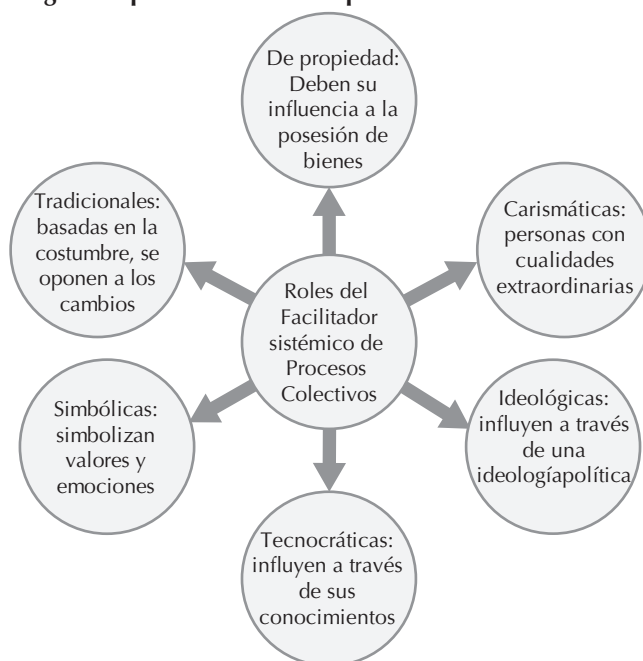 De propiedad:
Deben su
influencia a la
posesión de
bienes
Tradicionales:
basadas en la
costumbre, se
oponen a los
cambios
Carismáticas:
personas con
cualidades
extraordinarias
Roles del
Facilitador
sistémico de
Procesos
Colectivos
Simbólicas:
simbolizan
valores y
emociones
Ideológicas:
influyen a través
de una
ideologíapolítica
Tecnocráticas:
influyen a través
de sus
conocimientos